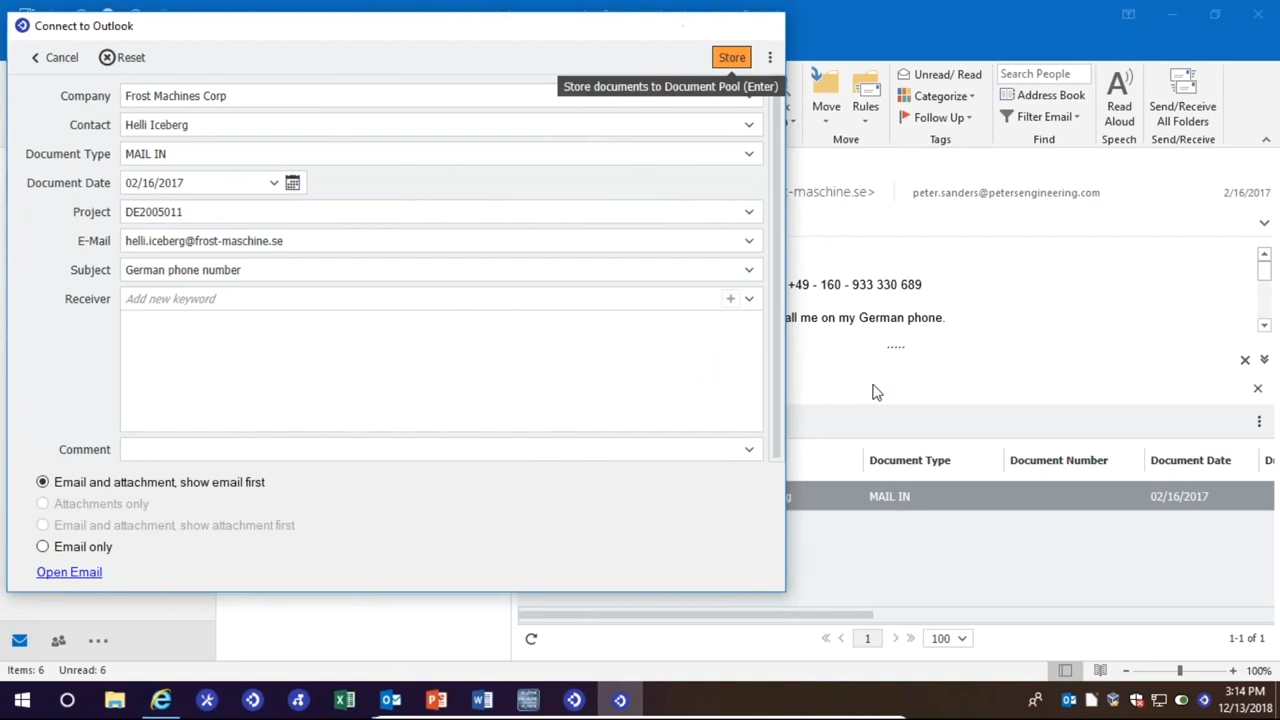 Connect to Outlook
Cancel
Reset
Store
Store documents to Document Pool (Enter)
Company
Frost Machines Corp
Contact
Helli Iceberg
Document Type
MAIL IN
Document Date
02/16/2017
Project
DE2005011
E-Mail
helli.iceberg@frost-maschine.se
Subject
German phone number
Receiver
Add new keyword
Comment
Email and attachment, show email first
Attachments only
Email and attachment, show attachment first
Email only
Open Email
Move
Rules
Move
Unread/ Read
Categorize
Follow Up
Tags
Search People
Address Book
Filter Email
Find
Read Aloud
Speech
Send/Receive All Folders
Send/Receive
-maschine.se>
peter.sanders@petersengineering.com
2/16/2017
+49 - 160 - 933 330 689
all me on my German phone.
.....
Document Type
Document Number
Document Date
MAIL IN
02/16/2017
1
100
1-1 of 1
Items: 6
Unread: 6
100%
3:14 PM
12/13/2018